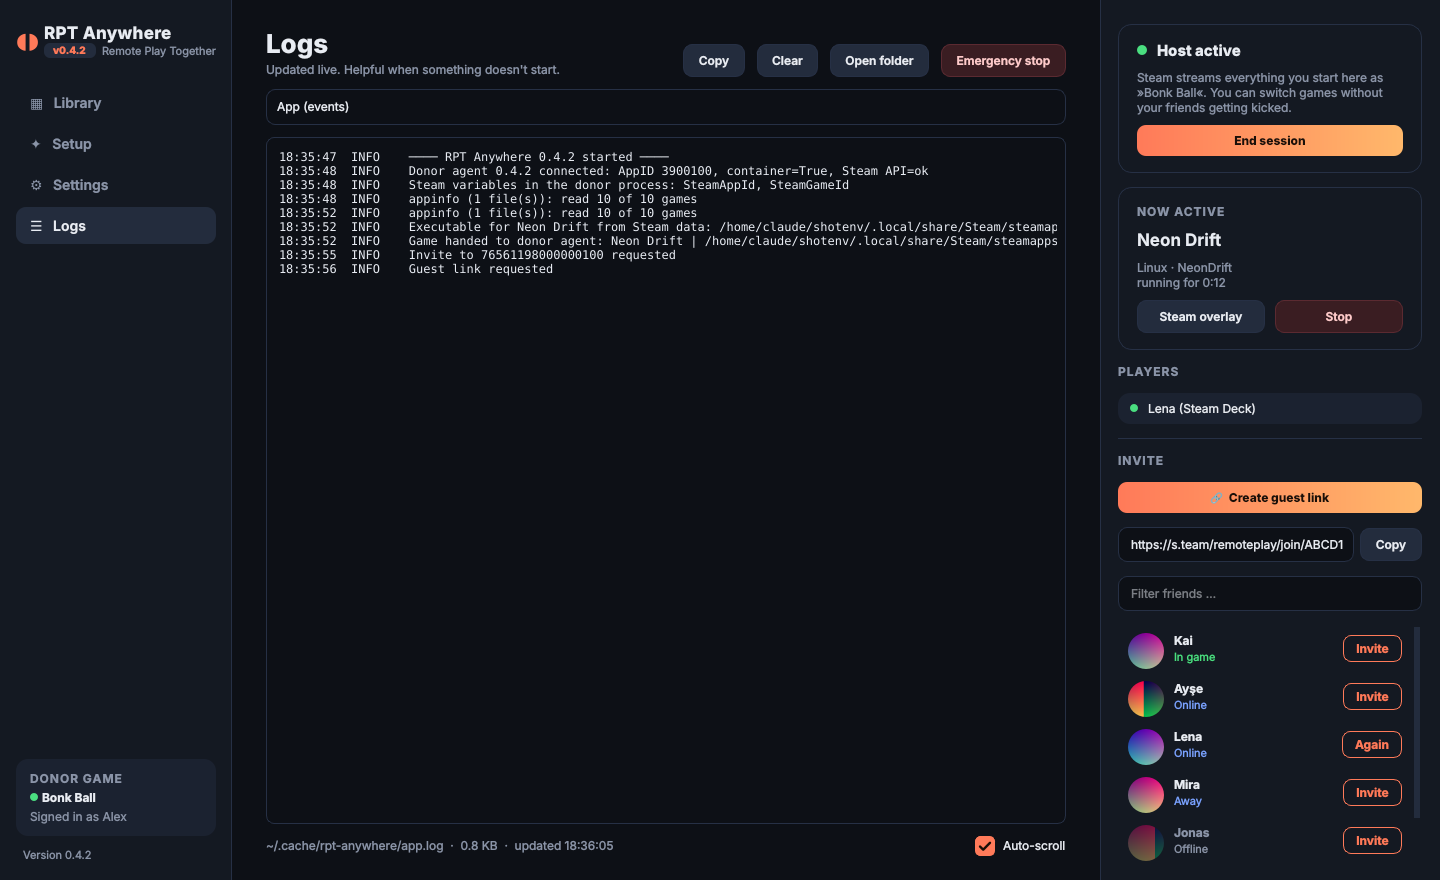 RPT Anywhere
v0.4.2 Remote Play Together
Library
Setup
Settings
Logs
DONOR GAME
Bonk Ball
Signed in as Alex
Version 0.4.2
Logs
Updated live. Helpful when something doesn't start.
Copy
Clear
Open folder
Emergency stop
App (events)
18:35:47 INFO ──── RPT Anywhere 0.4.2 started ────
18:35:48 INFO Donor agent 0.4.2 connected: AppID 3900100, container=True, Steam API=ok
18:35:48 INFO Steam variables in the donor process: SteamAppId, SteamGameId
18:35:48 INFO appinfo (1 file(s)): read 10 of 10 games
18:35:52 INFO appinfo (1 file(s)): read 10 of 10 games
18:35:52 INFO Executable for Neon Drift from Steam data: /home/claude/shotenv/.local/share/Steam/steamap
18:35:52 INFO Game handed to donor agent: Neon Drift | /home/claude/shotenv/.local/share/Steam/steamapps
18:35:55 INFO Invite to 76561198000000100 requested
18:35:56 INFO Guest link requested
~/.cache/rpt-anywhere/app.log · 0.8 KB · updated 18:36:05
Auto-scroll
Host active
Steam streams everything you start here as
»Bonk Ball«. You can switch games without
your friends getting kicked.
End session
NOW ACTIVE
Neon Drift
Linux · NeonDrift
running for 0:12
Steam overlay
Stop
PLAYERS
Lena (Steam Deck)
INVITE
Create guest link
https://s.team/remoteplay/join/ABCD1
Copy
Filter friends ...
Kai
In game
Invite
Ayşe
Online
Invite
Lena
Online
Again
Mira
Away
Invite
Jonas
Offline
Invite